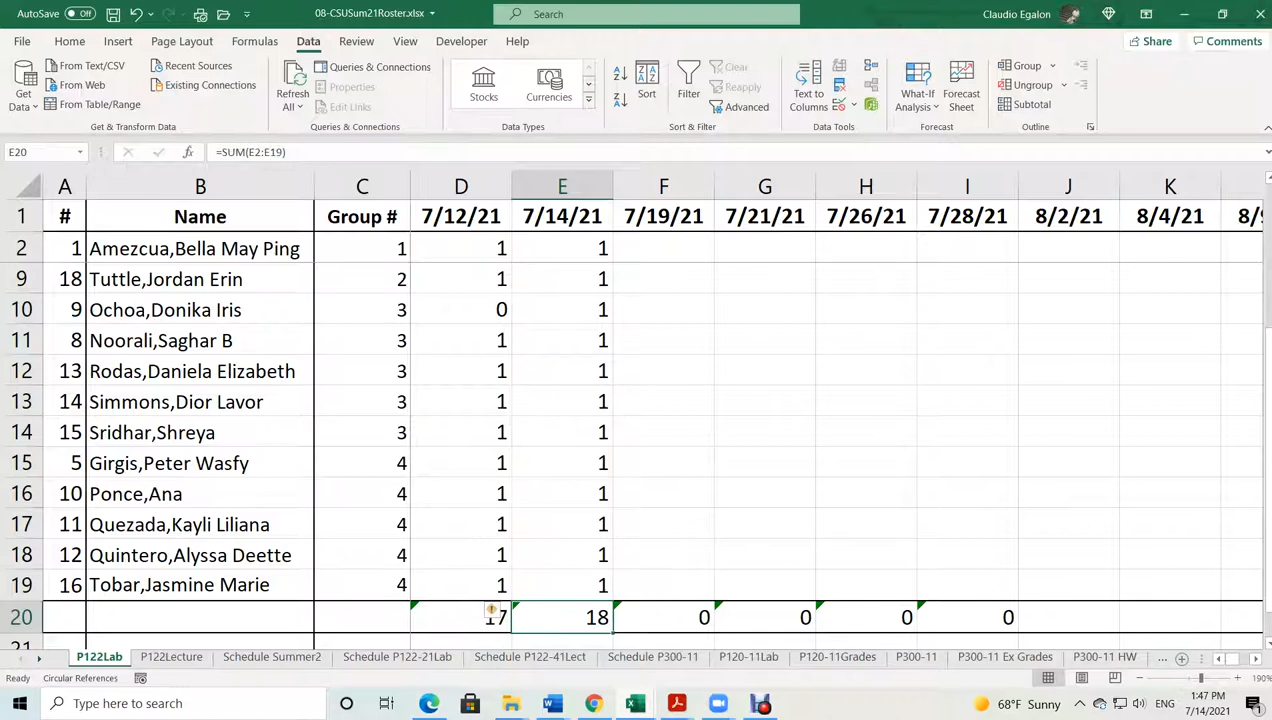 AutoSave Off 08-CSUSum21Roster.xlsx Search Claudio Egalon
File Home Insert Page Layout Formulas Data Review View Developer Help Share Comments
Get Data From Text/CSV From Web From Table/Range Recent Sources Existing Connections
Refresh All Queries & Connections Properties Edit Links
Stocks Currencies
Sort Filter Clear Reapply Advanced
Text to Columns What-If Analysis Forecast Sheet Group Ungroup Subtotal
Get & Transform Data Queries & Connections Data Types Sort & Filter Data Tools Forecast Outline
E20 fx =SUM(E2:E19)
A B C D E F G H I J K
1 # Name Group # 7/12/21 7/14/21 7/19/21 7/21/21 7/26/21 7/28/21 8/2/21 8/4/21
2 1 Amezcua,Bella May Ping 1 1 1
9 18 Tuttle,Jordan Erin 2 1 1
10 9 Ochoa,Donika Iris 3 0 1
11 8 Noorali,Saghar B 3 1 1
12 13 Rodas,Daniela Elizabeth 3 1 1
13 14 Simmons,Dior Lavor 3 1 1
14 15 Sridhar,Shreya 3 1 1
15 5 Girgis,Peter Wasfy 4 1 1
16 10 Ponce,Ana 4 1 1
17 11 Quezada,Kayli Liliana 4 1 1
18 12 Quintero,Alyssa Deette 4 1 1
19 16 Tobar,Jasmine Marie 4 1 1
20 17 18 0 0 0 0
P122Lab P122Lecture Schedule Summer2 Schedule P122-21Lab Schedule P122-41Lect Schedule P300-11 P120-11Lab P120-11Grades P300-11 P300-11 Ex Grades P300-11 HW ...
Ready Circular References 190%
Type here to search 68°F Sunny ENG 1:47 PM
7/14/2021